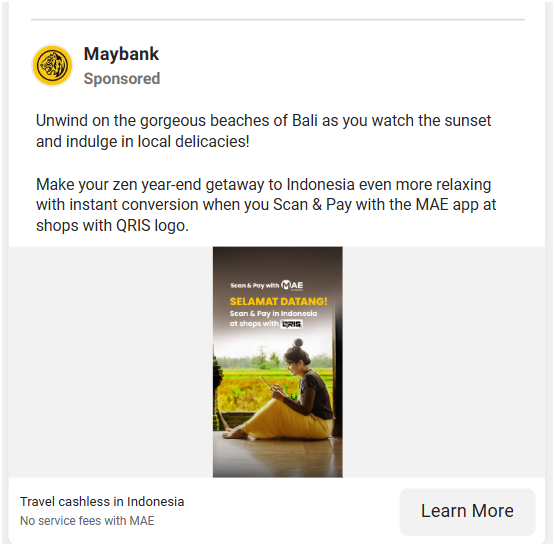 Maybank
Sponsored
Unwind on the gorgeous beaches of Bali as you watch the sunset
and indulge in local delicacies!
Make your zen year-end getaway to Indonesia even more relaxing
with instant conversion when you Scan & Pay with the MAE app at
shops with QRIS logo.
Scan & Pay with MAE
SELAMAT DATANG!
Scan & Pay in Indonesia
at shops with QRIS
Travel cashless in Indonesia
No service fees with MAE
Learn More